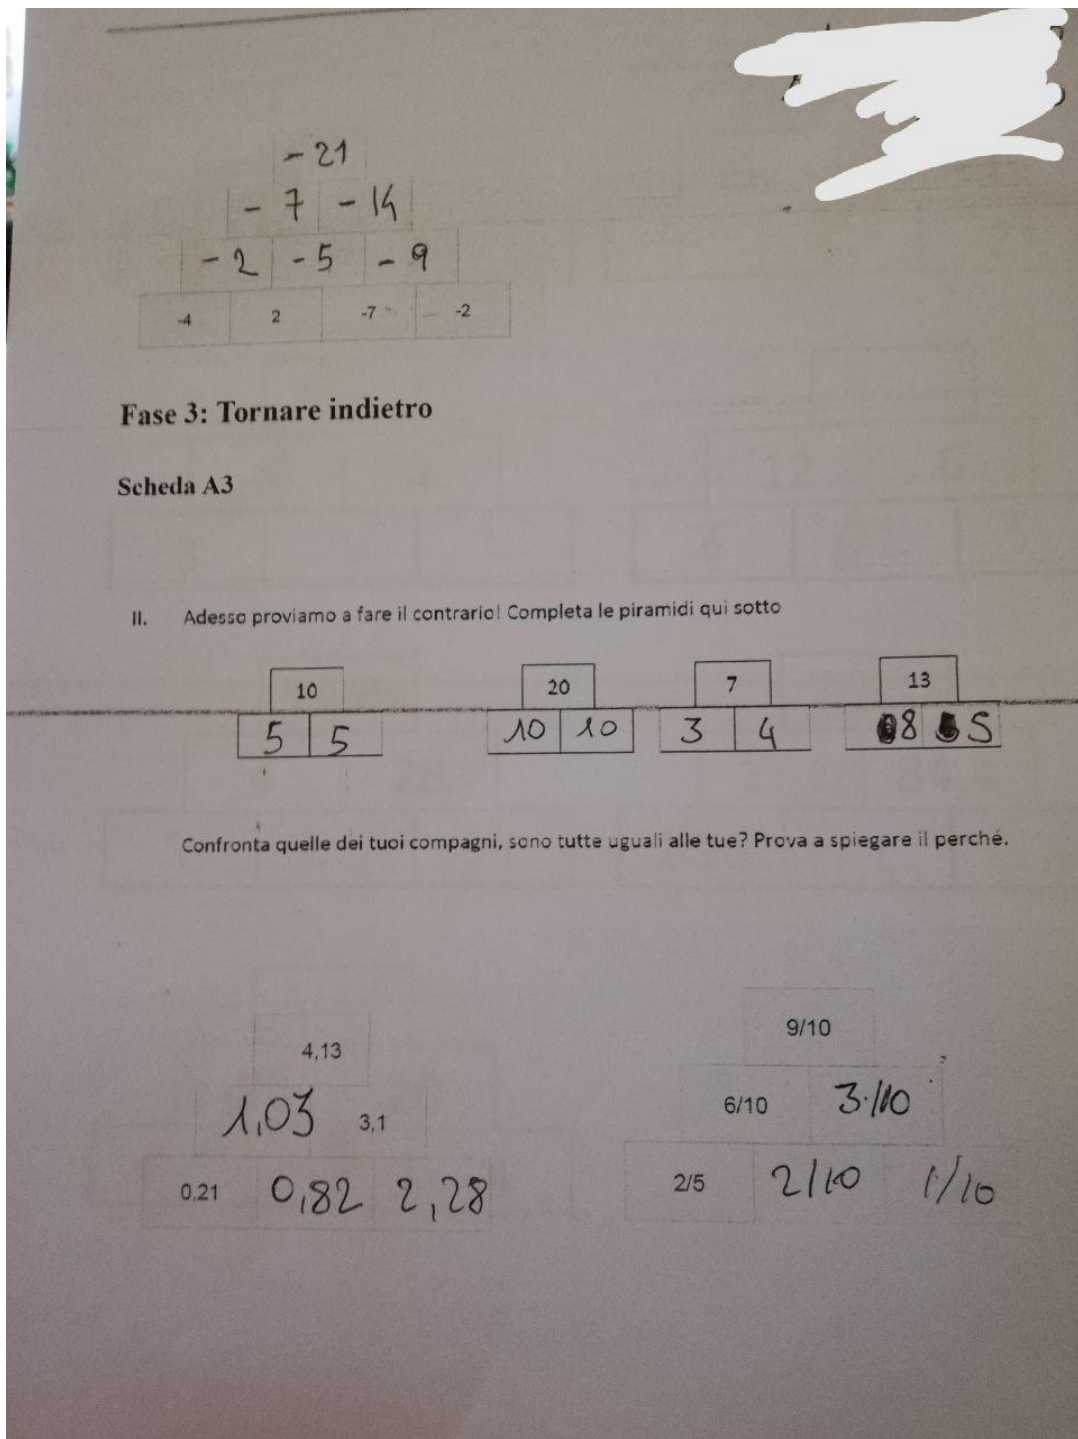 - 21
- 7 - 14
- 2 - 5 - 9
-4 2 -7 -2
Fase 3: Tornare indietro
Scheda A3
II. Adesso proviamo a fare il contrario! Completa le piramidi qui sotto
10 20 7 13
5 5 10 10 3 4 8 5
Confronta quelle dei tuoi compagni, sono tutte uguali alle tue? Prova a spiegare il perché.
4,13
1,03 3,1
0,21 0,82 2,28
9/10
6/10 3/10
2/5 2/10 1/10